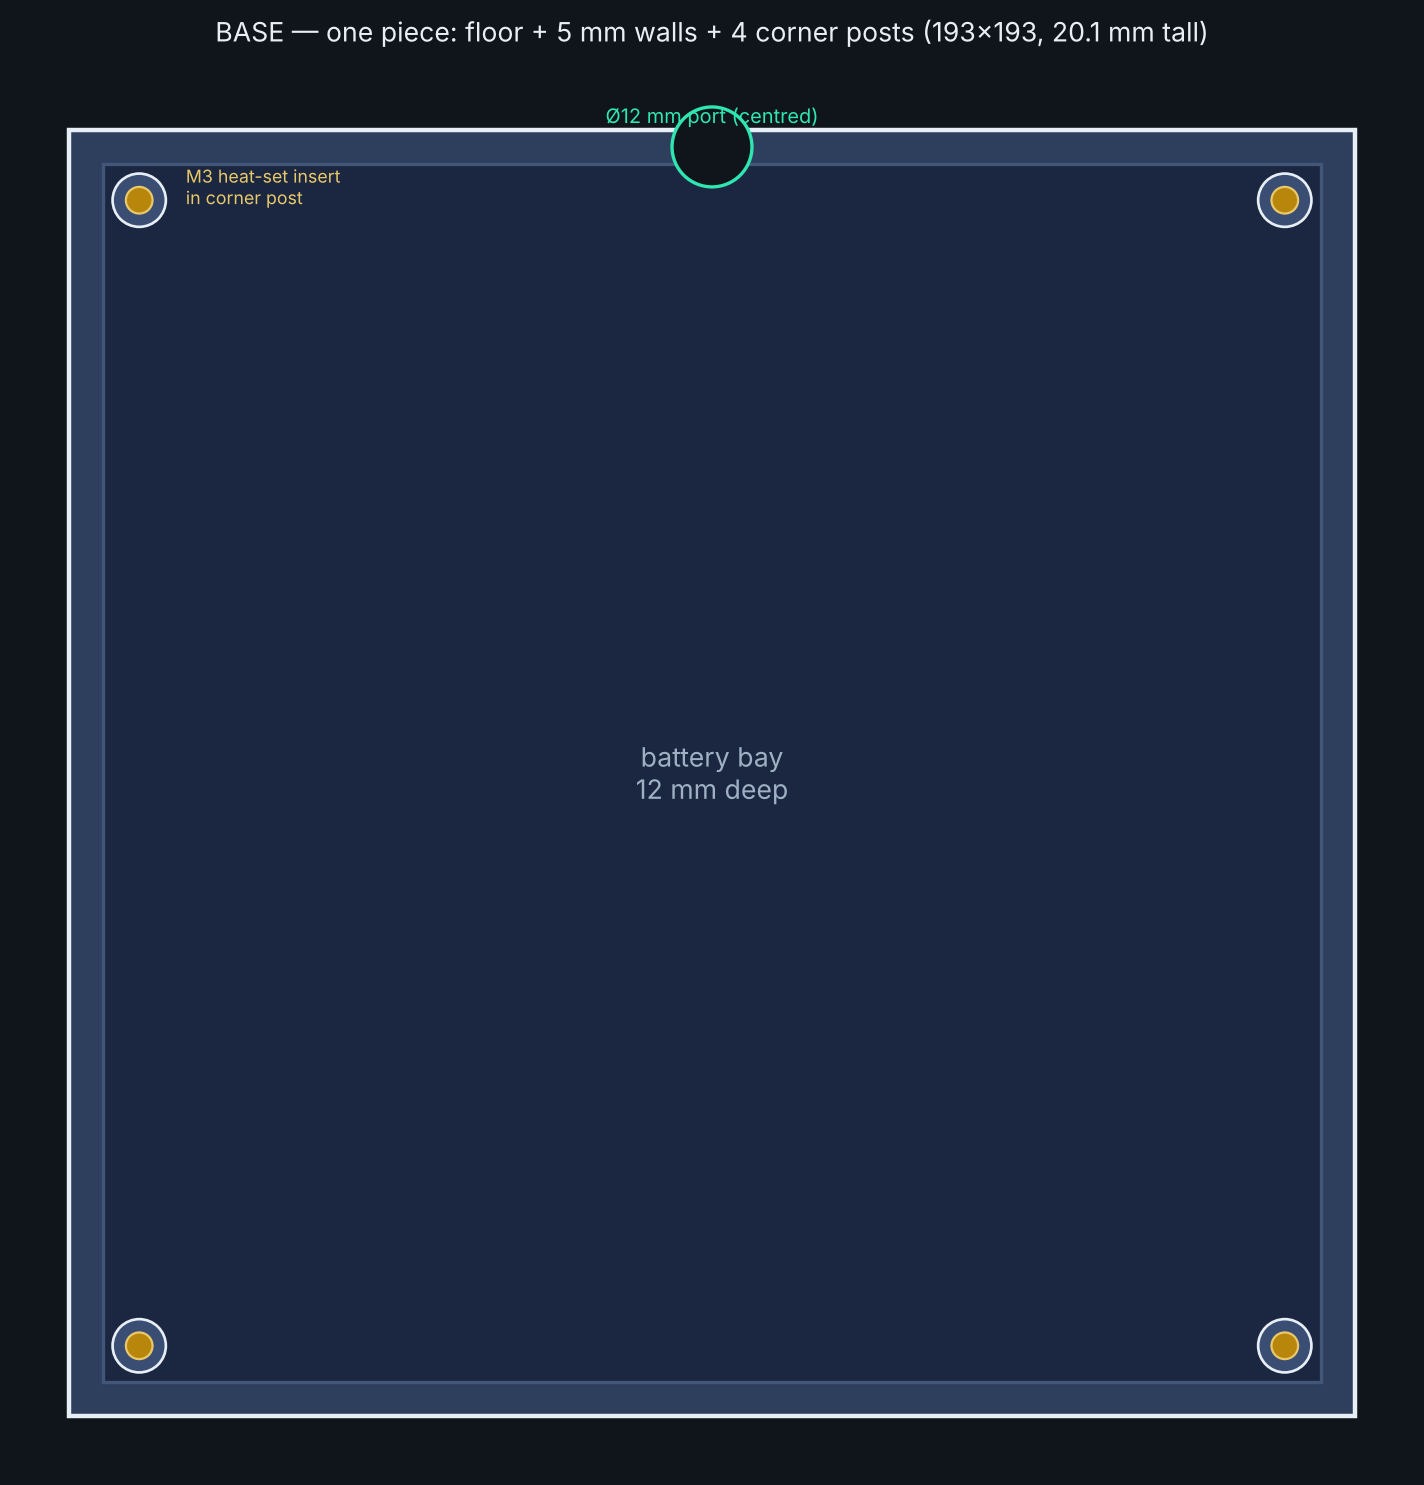 BASE — one piece: floor + 5 mm walls + 4 corner posts (193×193, 20.1 mm tall)
Ø12 mm port (centred)
M3 heat-set insert
in corner post
battery bay
12 mm deep